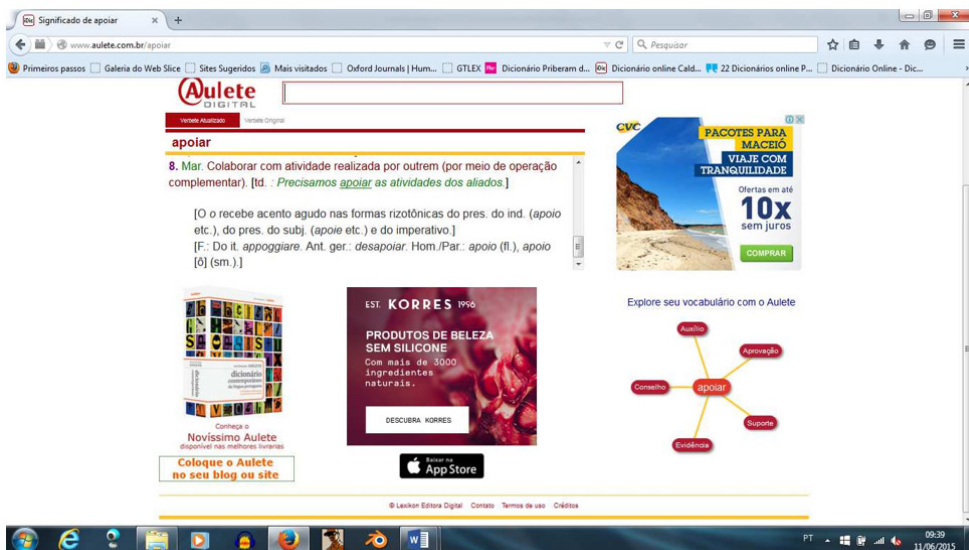 Significado de apoiar
www.aulete.com.br/apoiar
Pesquisar
Primeiros passos
Galeria do Web Slice
Sites Sugeridos
Mais visitados
Oxford Journals | Hum...
GTLEX
Dicionário Priberam d...
Dicionário online Cald...
22 Dicionários online P...
Dicionário Online - Dic...
Aulete
DIGITAL
Verbete Atualizado
Verbete Original
apoiar
8. Mar. Colaborar com atividade realizada por outrem (por meio de operação
complementar). [td. : Precisamos apoiar as atividades dos aliados.]
[O o recebe acento agudo nas formas rizotônicas do pres. do ind. (apoio
etc.), do pres. do subj. (apoie etc.) e do imperativo.]
[F.: Do it. appoggiare. Ant. ger.: desapoiar. Hom./Par.: apoio (fl.), apoio
[ô] (sm.).]
CVC
PACOTES PARA
MACEIÓ
VIAJE COM
TRANQUILIDADE
Ofertas em até
10x
sem juros
COMPRAR
dicionário
contemporâneo
da língua portuguesa
Conheça o
Novíssimo Aulete
disponível nas melhores livrarias
Coloque o Aulete
no seu blog ou site
EST. KORRES 1996
PRODUTOS DE BELEZA
SEM SILICONE
Com mais de 3000
ingredientes
naturais.
DESCUBRA KORRES
Baixar na
App Store
Explore seu vocabulário com o Aulete
Auxílio
Aprovação
Conselho
apoiar
Suporte
Evidência
© Lexikon Editora Digital Contato Termos de uso Créditos
PT
09:39
11/06/2015